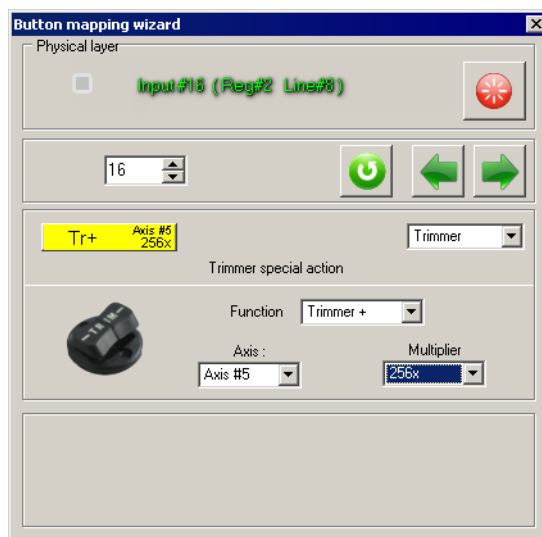 Button mapping wizard
Physical layer
Input#16 (Reg#2 Line#8)
16
Tr+ Axis #5
256x
Trimmer
Trimmer special action
-TRIM-
Function Trimmer +
Axis : Multiplier
Axis #5 256x